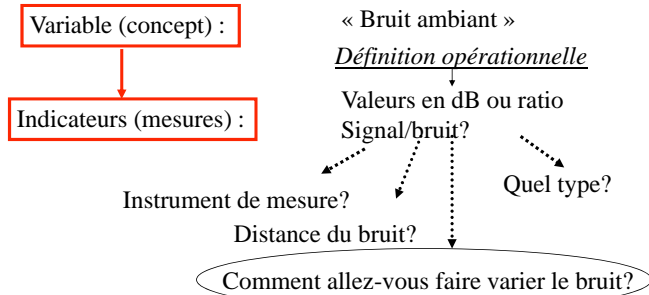 Variable (concept) :
« Bruit ambiant »
Définition opérationnelle
Indicateurs (mesures) :
Valeurs en dB ou ratio
Signal/bruit?
Instrument de mesure?
Quel type?
Distance du bruit?
Comment allez-vous faire varier le bruit?